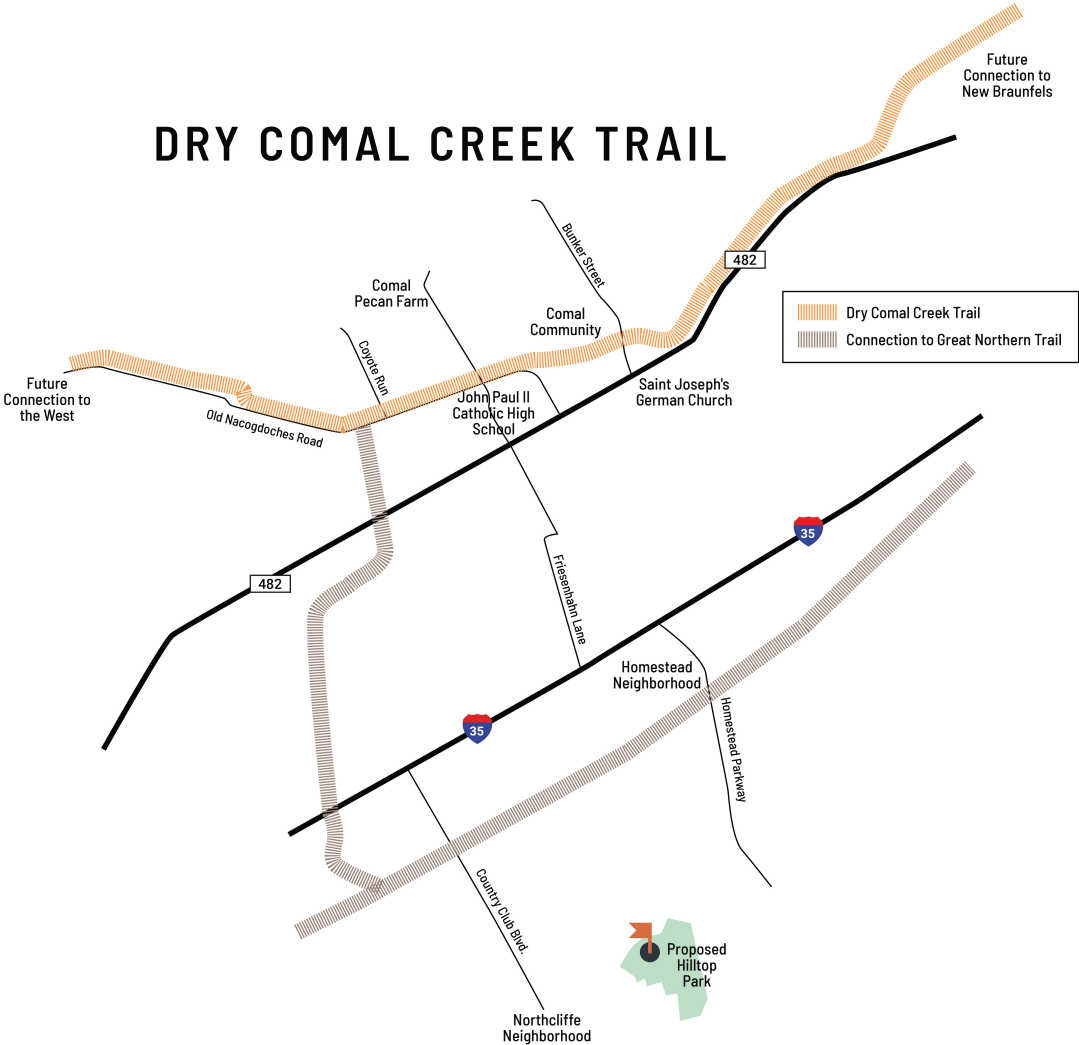 Future
Connection to
New Braunfels
DRY COMAL CREEK TRAIL
Bunker Street
482
Comal
Pecan Farm
Comal
Community
Dry Comal Creek Trail
Connection to Great Northern Trail
Coyote Run
Future
Connection to
the West
Old Nacogdoches Road
John Paul II
Catholic High
School
Saint Joseph's
German Church
35
482
Friesenhahn Lane
Homestead
Neighborhood
Homestead Parkway
35
Country Club Blvd.
Proposed
Hilltop
Park
Northcliffe
Neighborhood